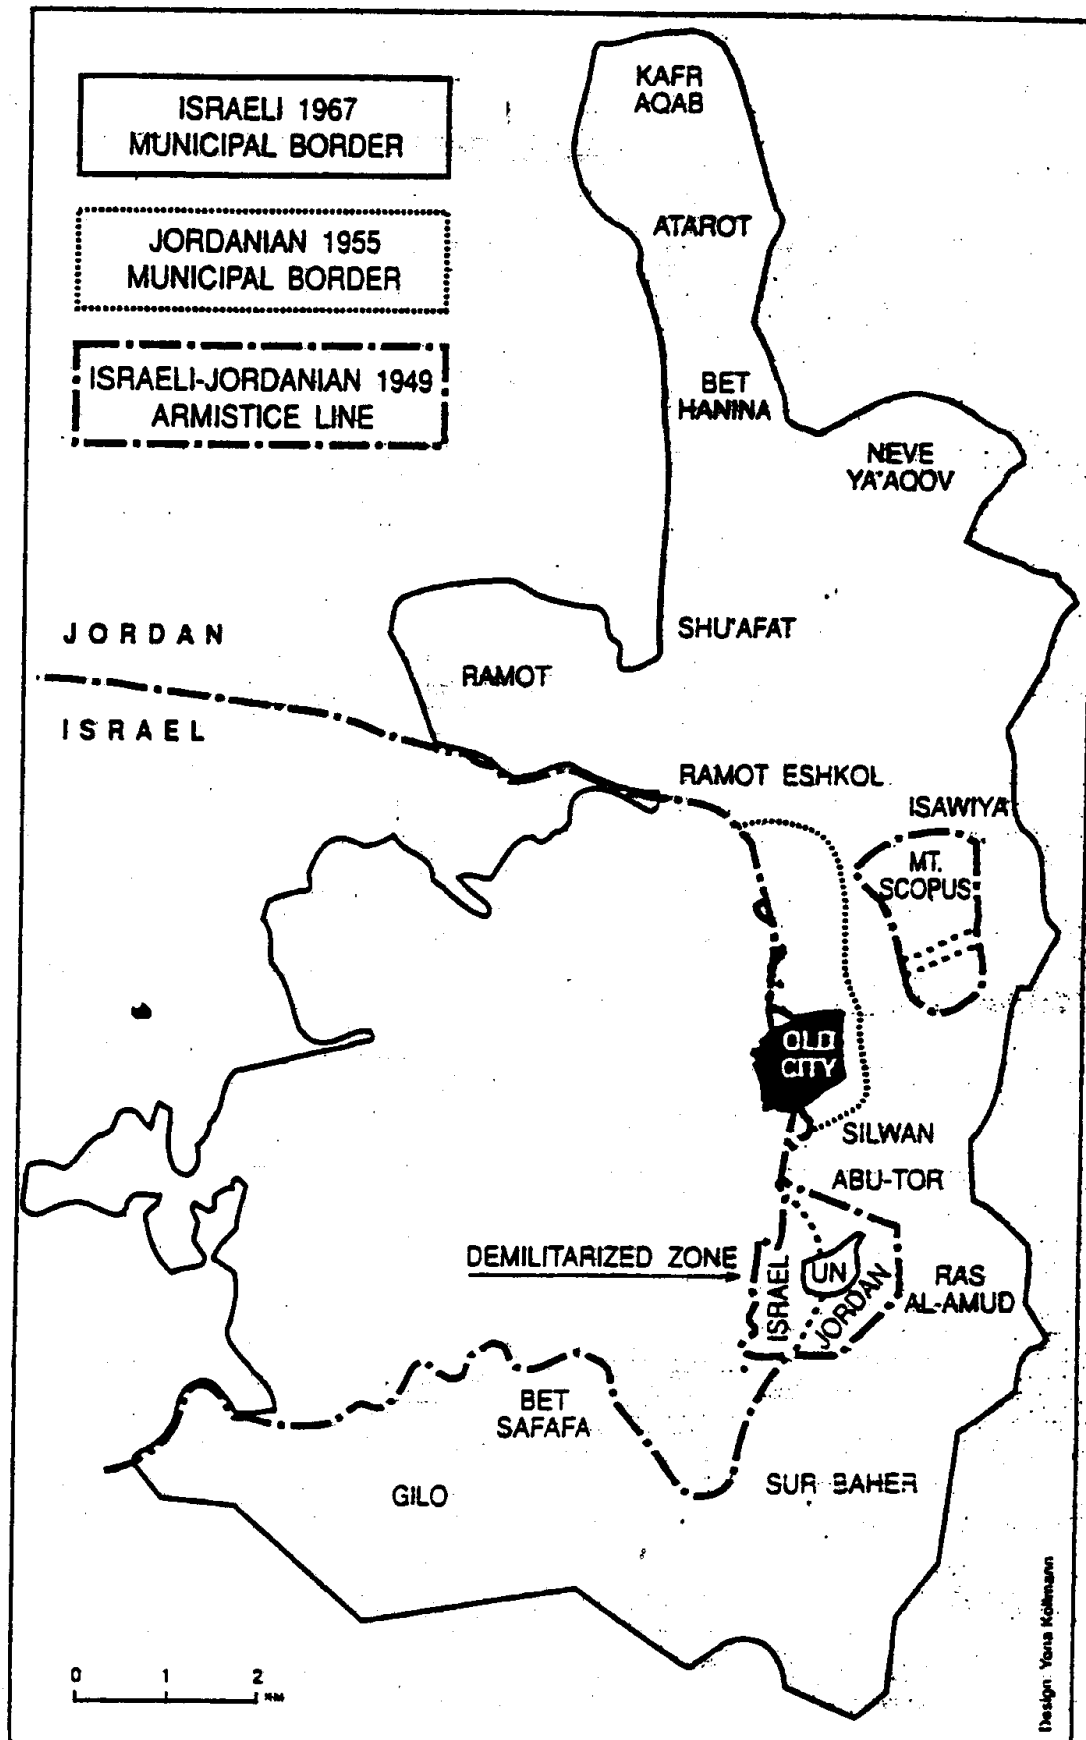 ISRAELI 1967
MUNICIPAL BORDER
JORDANIAN 1955
MUNICIPAL BORDER
ISRAELI-JORDANIAN 1949
ARMISTICE LINE
KAFR
AQAB
ATAROT
BET
HANINA
NEVE
YA'AQOV
SHU'AFAT
JORDAN
RAMOT
ISRAEL
RAMOT ESHKOL
ISAWIYA
MT.
SCOPUS
OLD
CITY
SILWAN
ABU-TOR
DEMILITARIZED ZONE
ISRAEL
UN
JORDAN
RAS
AL-AMUD
BET
SAFAFA
GILO
SUR BAHER
0 1 2
KM
Design Yona Kollmann